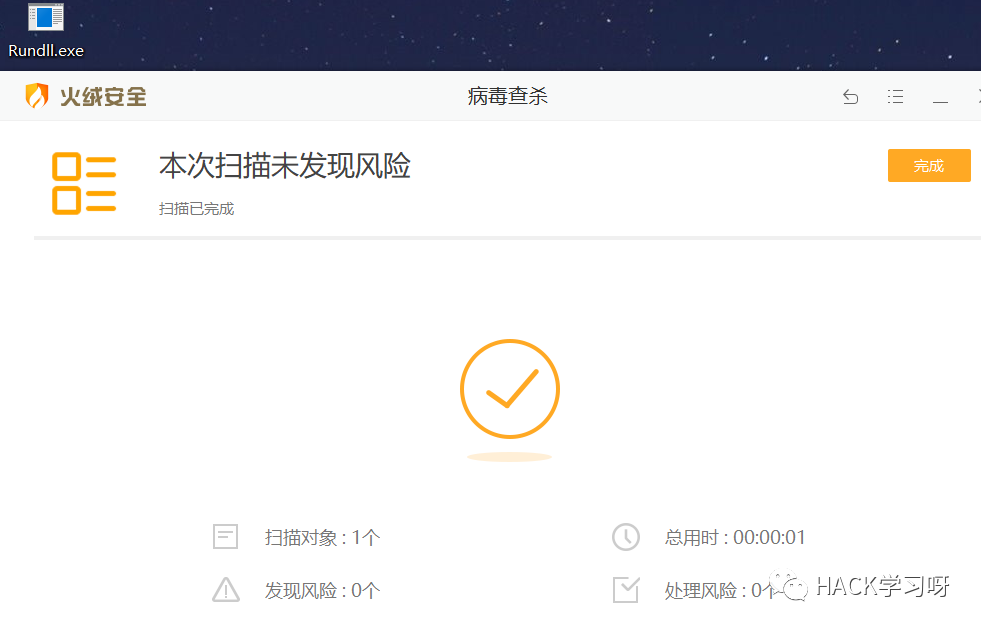 Rundll.exe
火绒安全
病毒查杀
本次扫描未发现风险
完成
扫描已完成
扫描对象 : 1个
总用时 : 00:00:01
发现风险 : 0个
处理风险 : 0个
HACK学习呀